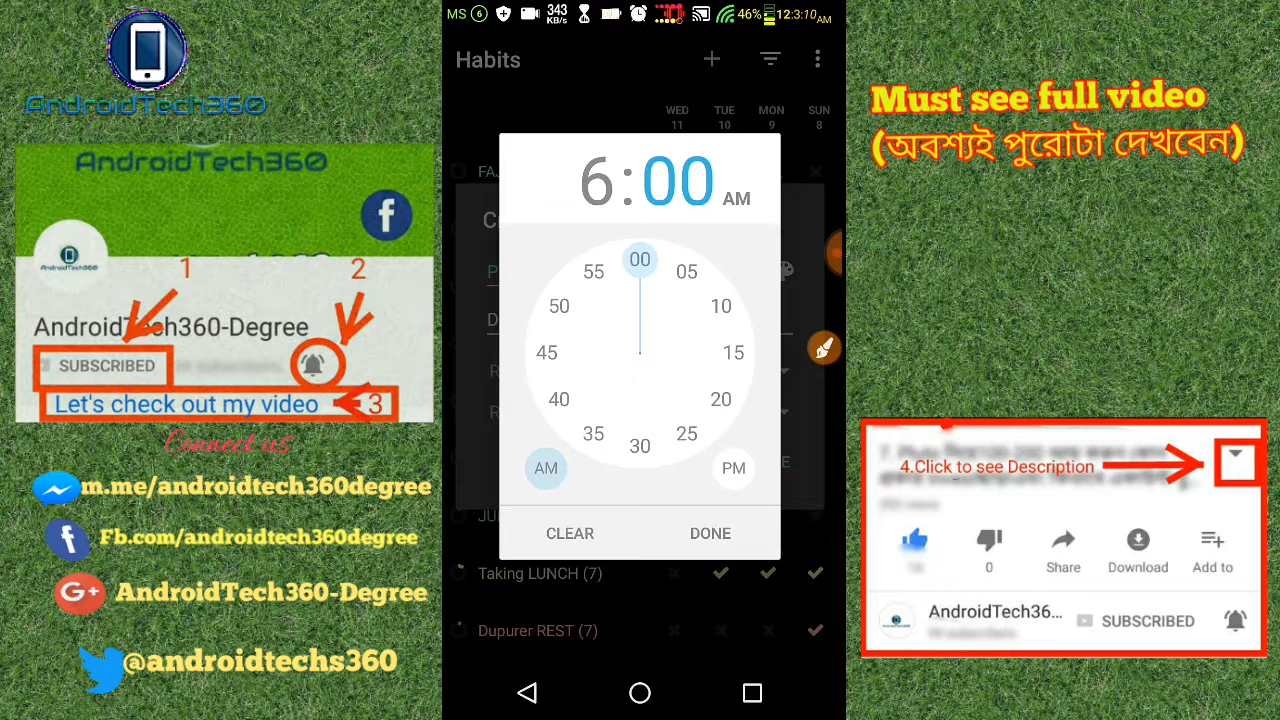 AndroidTech360
AndroidTech360
f
1
2
AndroidTech360-Degree
SUBSCRIBED
Let's check out my video
3
Connect us
m.me/androidtech360degree
Fb.com/androidtech360degree
G+
AndroidTech360-Degree
@androidtechs360
MS 6
343
KB/s
46%
12:3:10AM
Habits
WED
11
TUE
10
MON
9
SUN
8
6:00 AM
00
05
10
15
20
25
30
35
40
45
50
55
AM
PM
CLEAR
DONE
Taking LUNCH (7)
Dupurer REST (7)
Must see full video
(অবশ্যই পুরোটা দেখবেন)
4.Click to see Description
0
Share
Download
Add to
AndroidTech36...
SUBSCRIBED